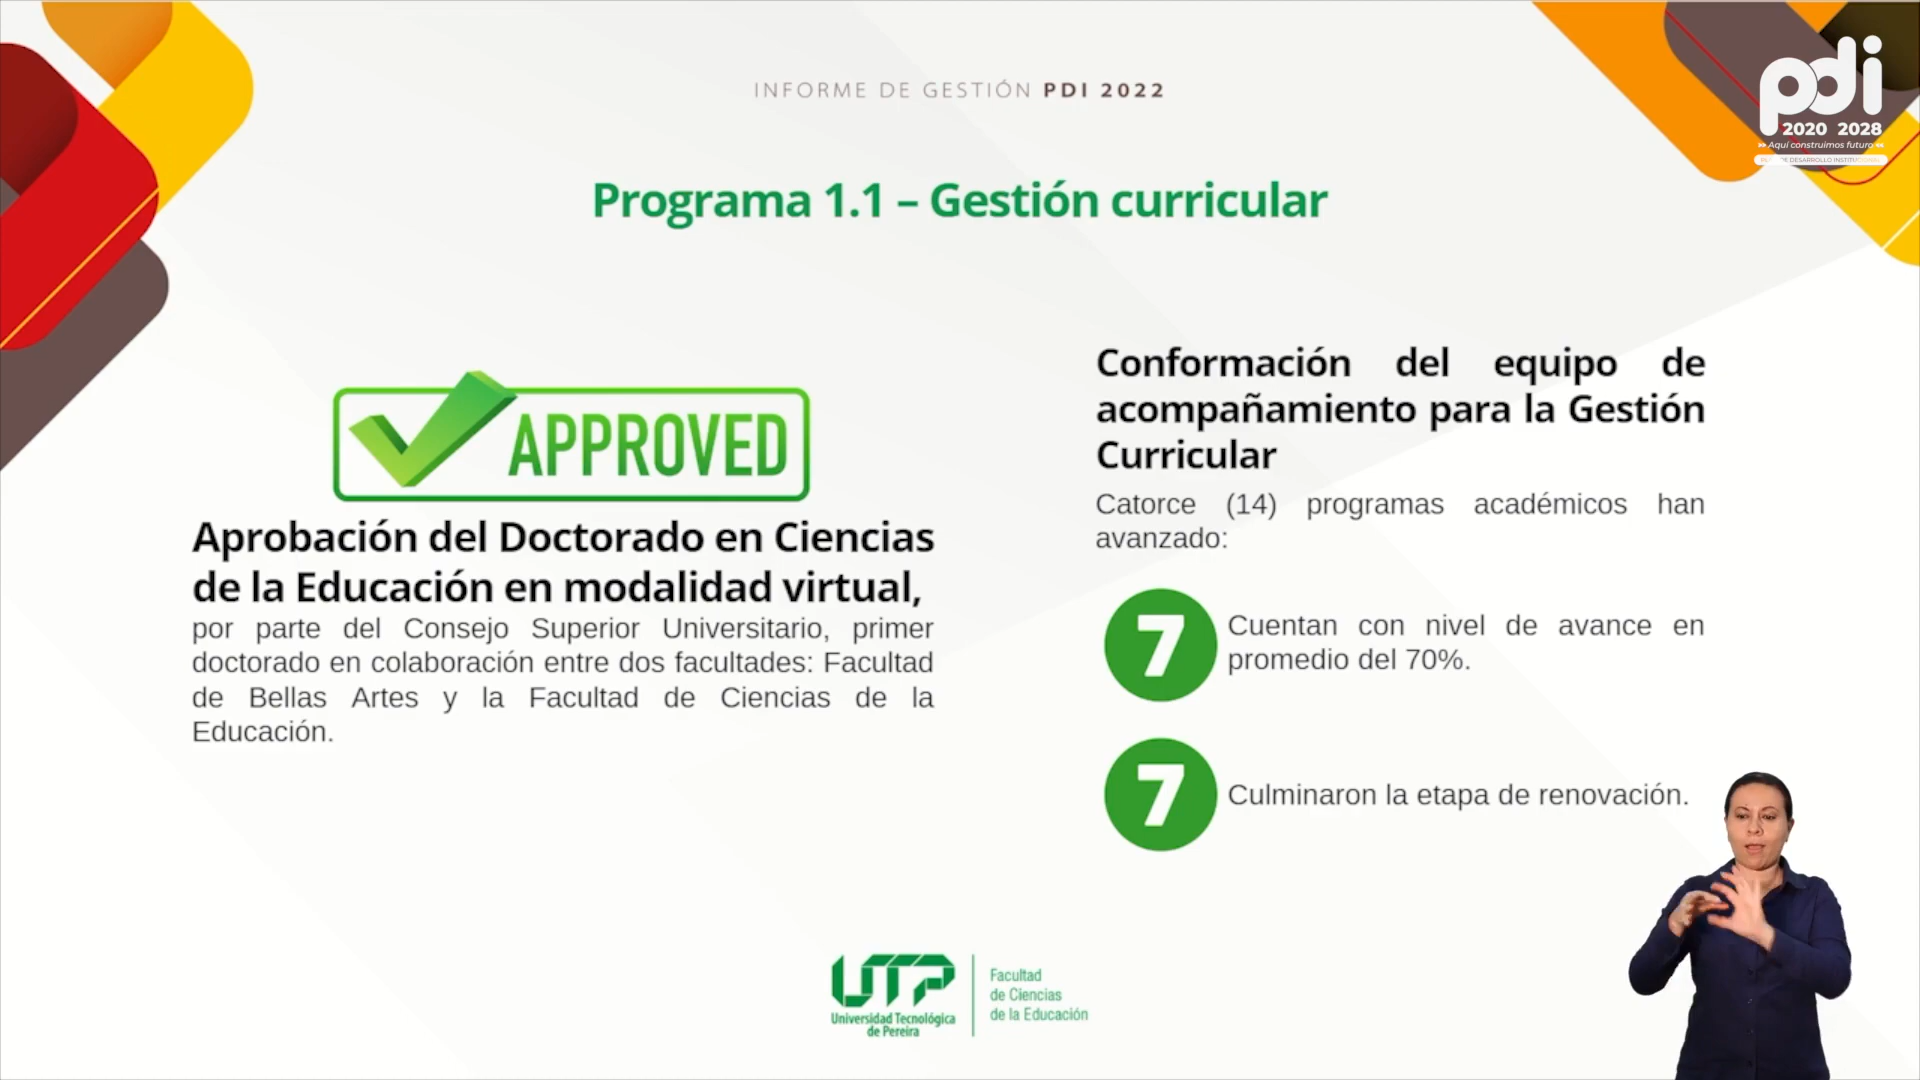 INFORME DE GESTIÓN PDI 2022
pdi
2020 2028
Aquí construimos futuro
Programa 1.1 – Gestión curricular
APPROVED
Aprobación del Doctorado en Ciencias
de la Educación en modalidad virtual,
por parte del Consejo Superior Universitario, primer
doctorado en colaboración entre dos facultades: Facultad
de Bellas Artes y la Facultad de Ciencias de la
Educación.
Conformación del equipo de
acompañamiento para la Gestión
Curricular
Catorce (14) programas académicos han
avanzado:
7
Cuentan con nivel de avance en
promedio del 70%.
7
Culminaron la etapa de renovación.
UTP
Universidad Tecnológica
de Pereira
Facultad
de Ciencias
de la Educación